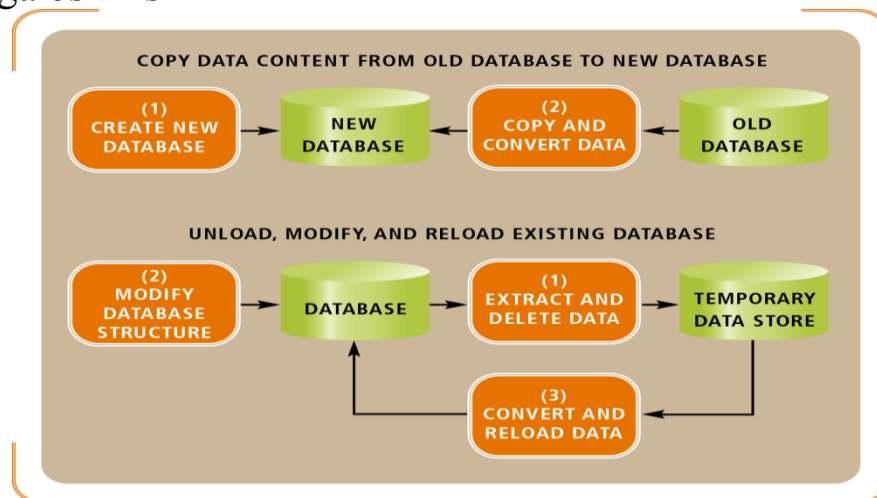 COPY DATA CONTENT FROM OLD DATABASE TO NEW DATABASE
(1)
CREATE NEW
DATABASE
NEW
DATABASE
(2)
COPY AND
CONVERT DATA
OLD
DATABASE
UNLOAD, MODIFY, AND RELOAD EXISTING DATABASE
(2)
MODIFY
DATABASE
STRUCTURE
DATABASE
(1)
EXTRACT AND
DELETE DATA
TEMPORARY
DATA STORE
(3)
CONVERT AND
RELOAD DATA